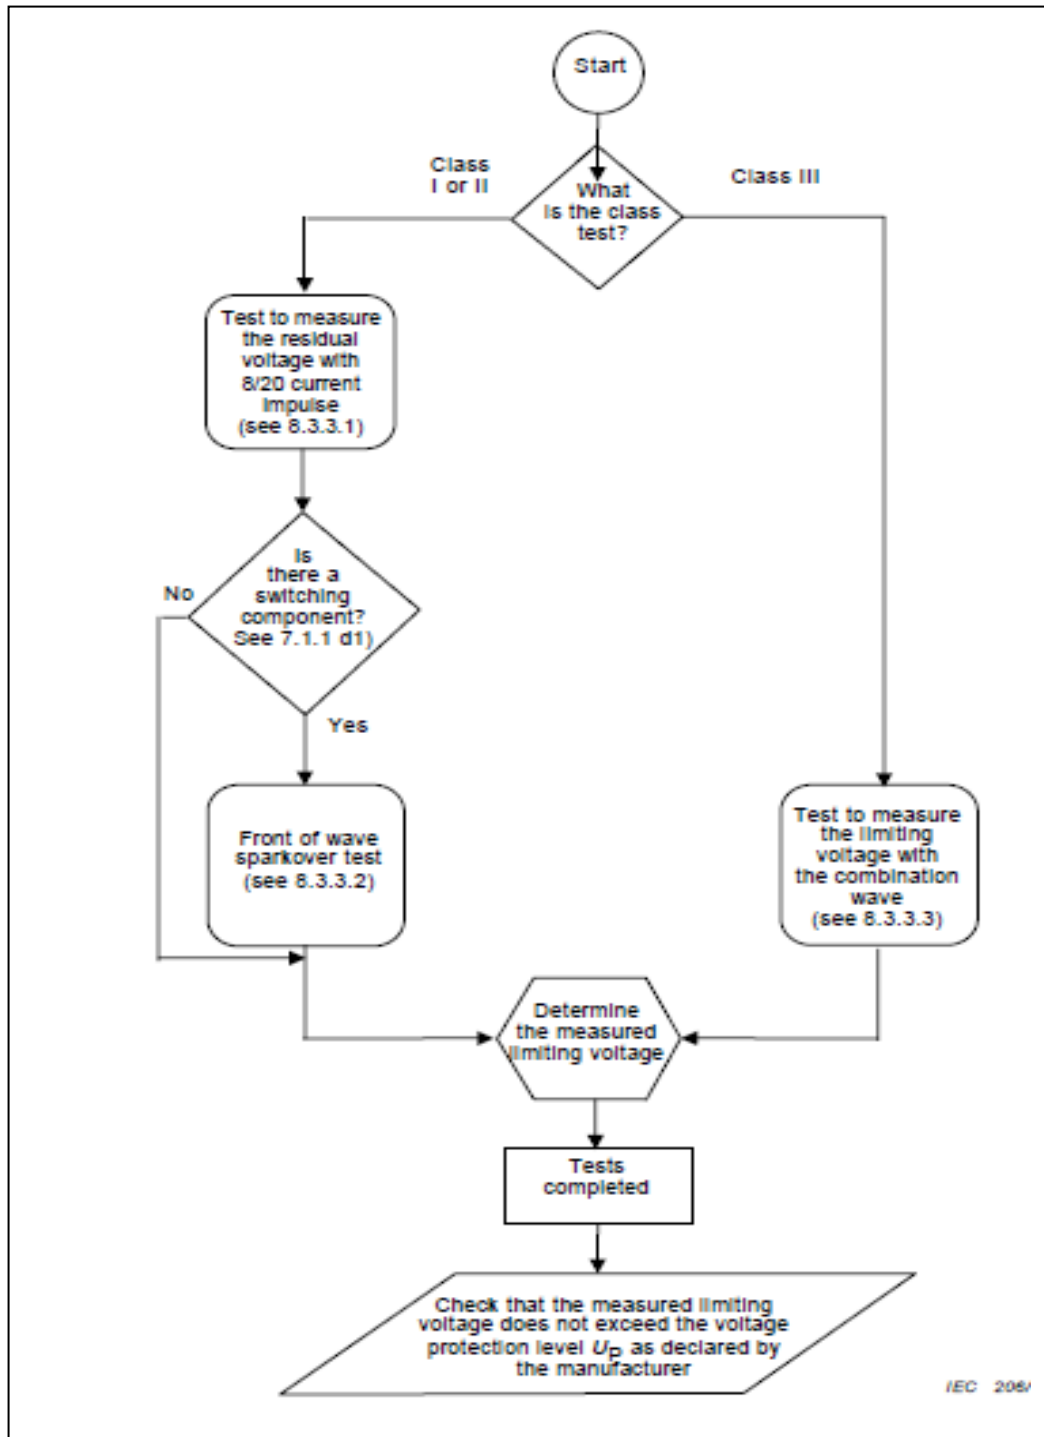 Start
Class
I or II
Class III
What
is the class
test?
Test to measure
the residual
voltage with
8/20 current
impulse
(see 8.3.3.1)
Is
there a
switching
component?
See 7.1.1 d1)
No
Yes
Front of wave
sparkover test
(see 8.3.3.2)
Test to measure
the limiting
voltage with
the combination
wave
(see 8.3.3.3)
Determine
the measured
limiting voltage
Tests
completed
Check that the measured limiting
voltage does not exceed the voltage
protection level UP as declared by
the manufacturer
IEC 206/